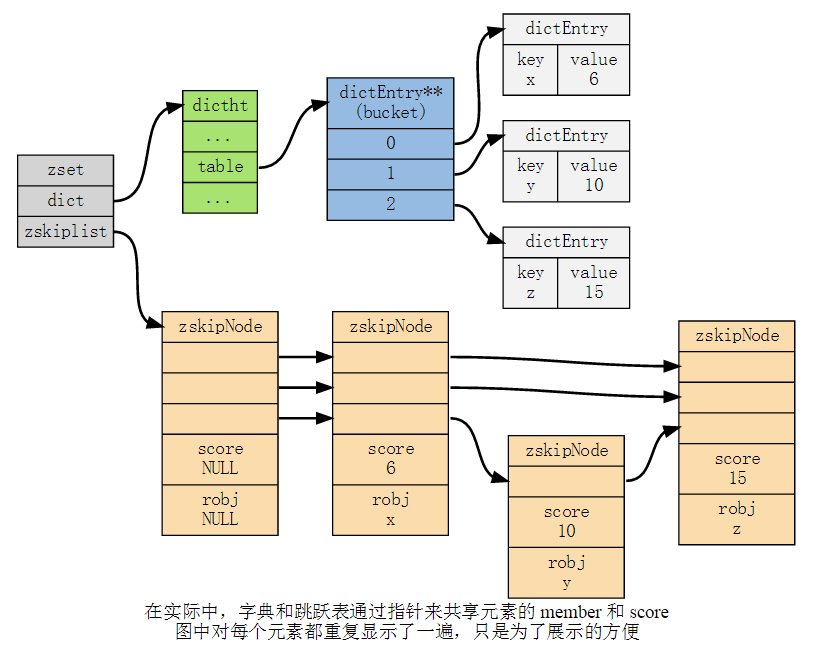 zset
dict
zskiplist
dictht
...
table
...
dictEntry**
(bucket)
0
1
2
dictEntry
key
x
value
6
dictEntry
key
y
value
10
dictEntry
key
z
value
15
zskipNode
score
NULL
robj
NULL
zskipNode
score
6
robj
x
zskipNode
score
10
robj
y
zskipNode
score
15
robj
z
在实际中，字典和跳跃表通过指针来共享元素的 member 和 score
图中对每个元素都重复显示了一遍，只是为了展示的方便